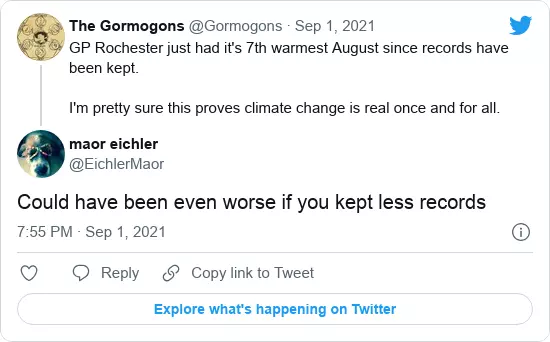 The Gormogons @Gormogons · Sep 1, 2021
GP Rochester just had it's 7th warmest August since records have
been kept.
I'm pretty sure this proves climate change is real once and for all.
maor eichler
@EichlerMaor
Could have been even worse if you kept less records
7:55 PM · Sep 1, 2021
Reply
Copy link to Tweet
Explore what's happening on Twitter